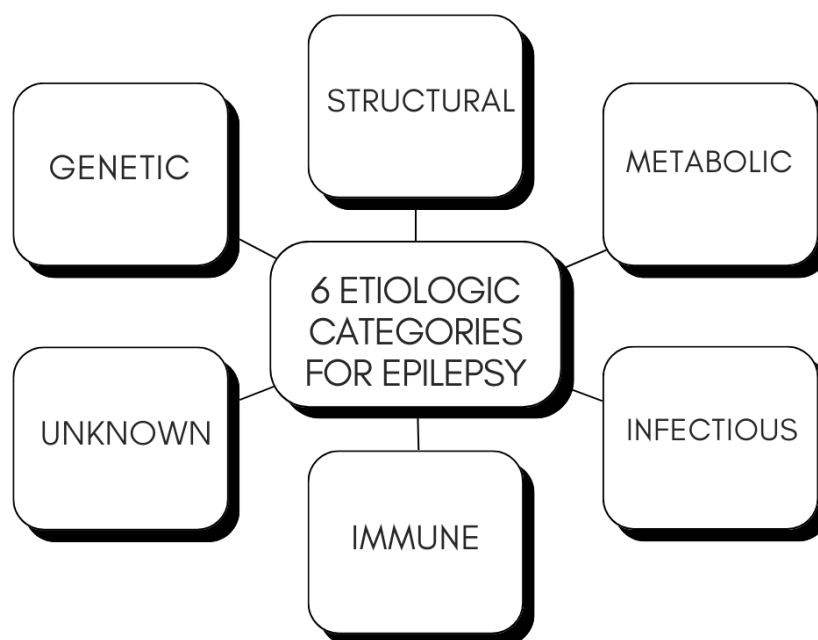 STRUCTURAL
GENETIC
METABOLIC
6 ETIOLOGIC
CATEGORIES
FOR EPILEPSY
UNKNOWN
INFECTIOUS
IMMUNE